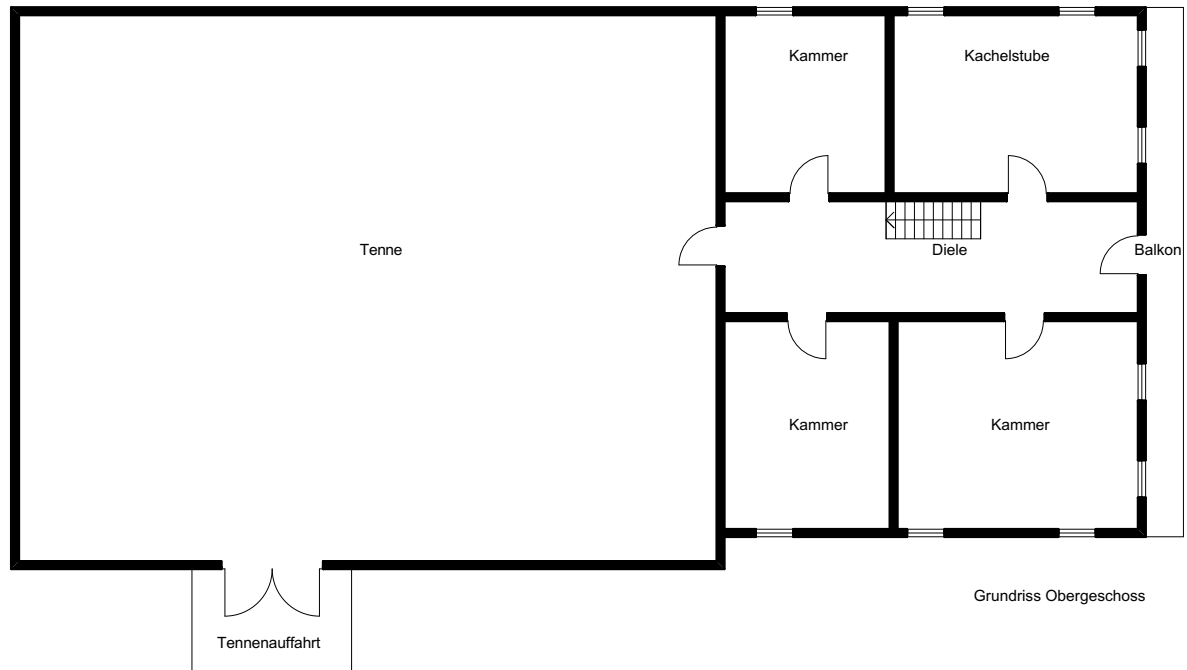 Kammer
Kachelstube
Tenne
Diele
Balkon
Kammer
Kammer
Grundriss Obergeschoss
Tennenauffahrt